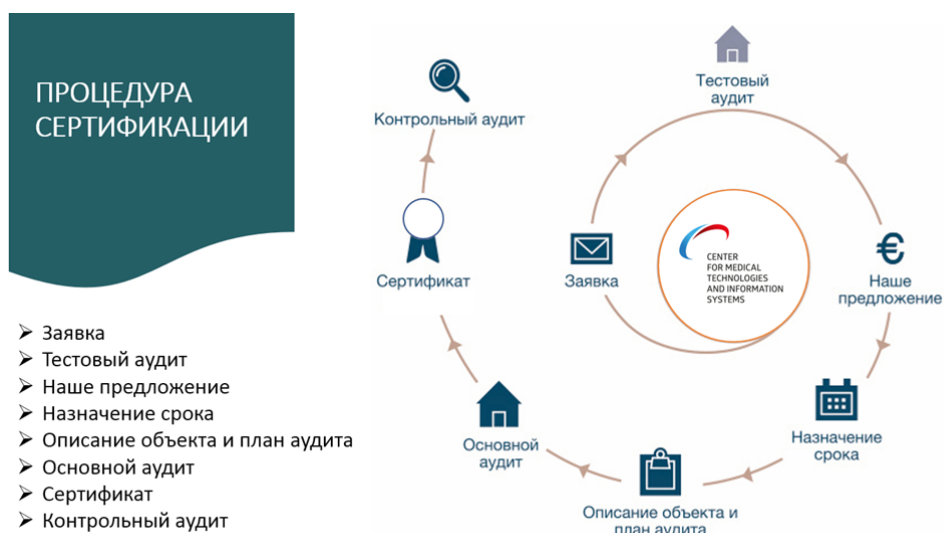 ПРОЦЕДУРА
СЕРТИФИКАЦИИ
➢ Заявка
➢ Тестовый аудит
➢ Наше предложение
➢ Назначение срока
➢ Описание объекта и план аудита
➢ Основной аудит
➢ Сертификат
➢ Контрольный аудит
Тестовый
аудит
Контрольный аудит
Сертификат
Заявка
CENTER
FOR MEDICAL
TECHNOLOGIES
AND INFORMATION
SYSTEMS
€
Наше
предложение
Назначение
срока
Основной
аудит
Описание объекта и
план аудита